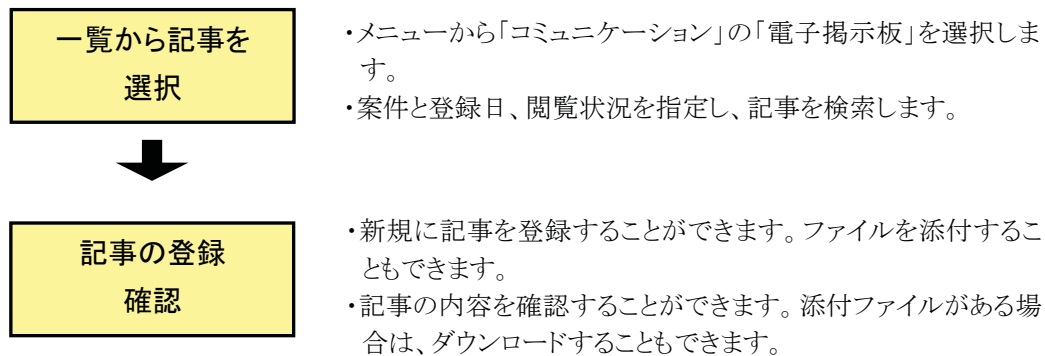 一覧から記事を
選択
・メニューから「コミュニケーション」の「電子掲示板」を選択しま
す。
・案件と登録日、閲覧状況を指定し、記事を検索します。
記事の登録
確認
・新規に記事を登録することができます。ファイルを添付するこ
ともできます。
・記事の内容を確認することができます。添付ファイルがある場
合は、ダウンロードすることもできます。